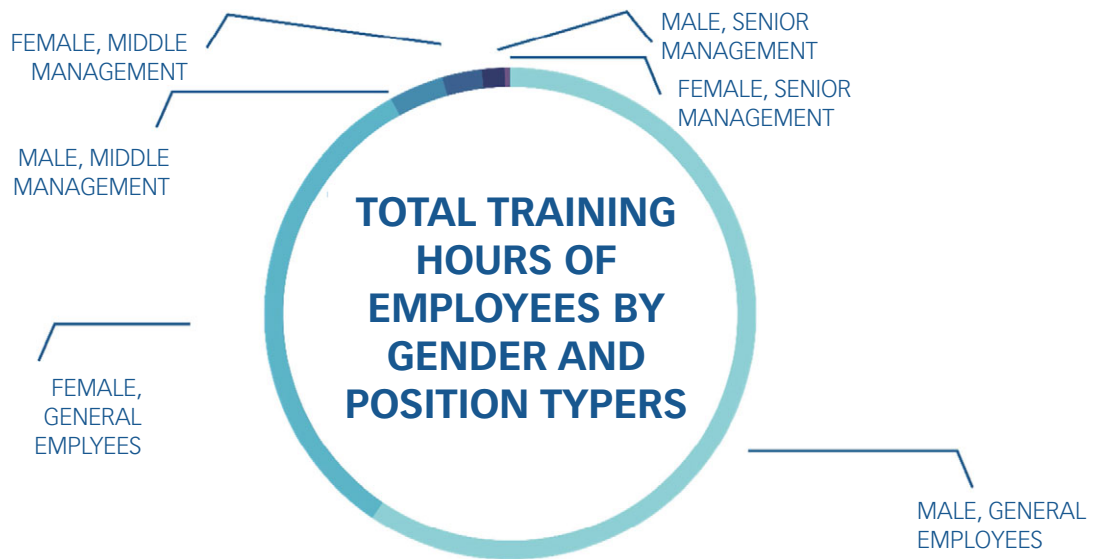 FEMALE, MIDDLE
MANAGEMENT
MALE, SENIOR
MANAGEMENT
FEMALE, SENIOR
MANAGEMENT
MALE, MIDDLE
MANAGEMENT
TOTAL TRAINING
HOURS OF
EMPLOYEES BY
GENDER AND
POSITION TYPERS
FEMALE,
GENERAL
EMPLYEES
MALE, GENERAL
EMPLOYEES